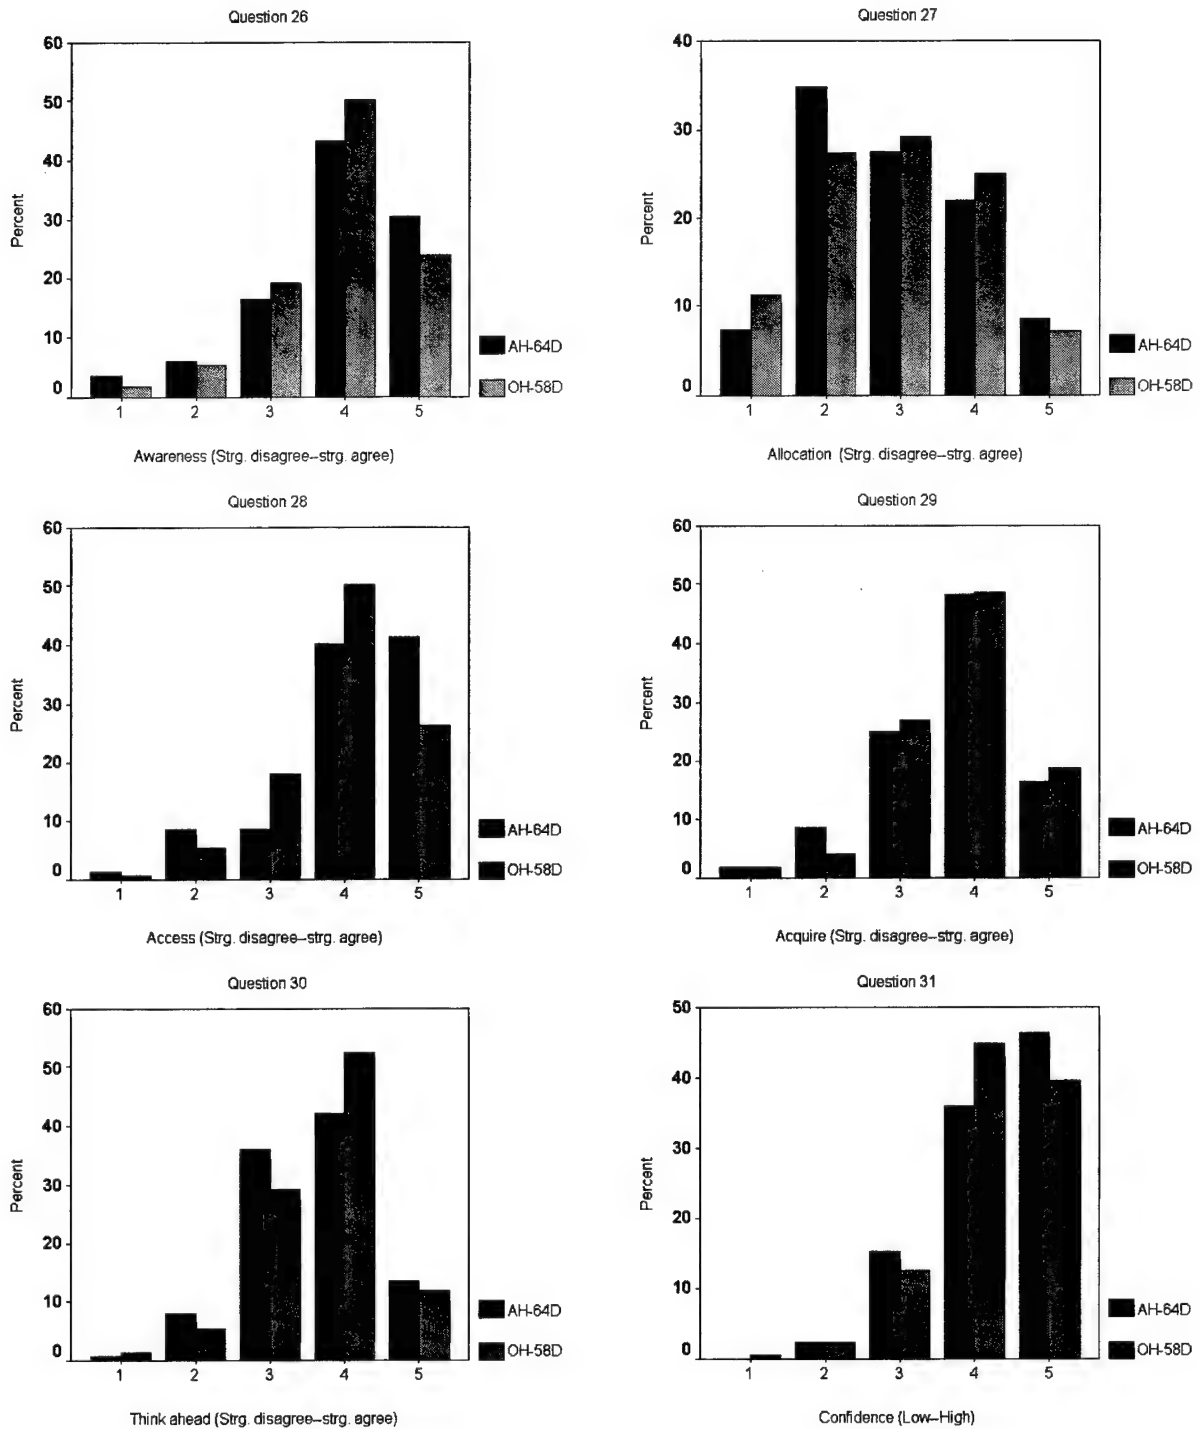 Question 26
60
50
40
30
20
10
0
Percent
1 2 3 4 5
AH-64D
OH-58D
Awareness (Strg. disagree--strg. agree)
Question 27
40
30
20
10
0
Percent
1 2 3 4 5
AH-64D
OH-58D
Allocation (Strg. disagree--strg. agree)
Question 28
60
50
40
30
20
10
0
Percent
1 2 3 4 5
AH-64D
OH-58D
Access (Strg. disagree--strg. agree)
Question 29
60
50
40
30
20
10
0
Percent
1 2 3 4 5
AH-64D
OH-58D
Acquire (Strg. disagree--strg. agree)
Question 30
60
50
40
30
20
10
0
Percent
1 2 3 4 5
AH-64D
OH-58D
Think ahead (Strg. disagree--strg. agree)
Question 31
50
40
30
20
10
0
Percent
1 2 3 4 5
AH-64D
OH-58D
Confidence (Low--High)